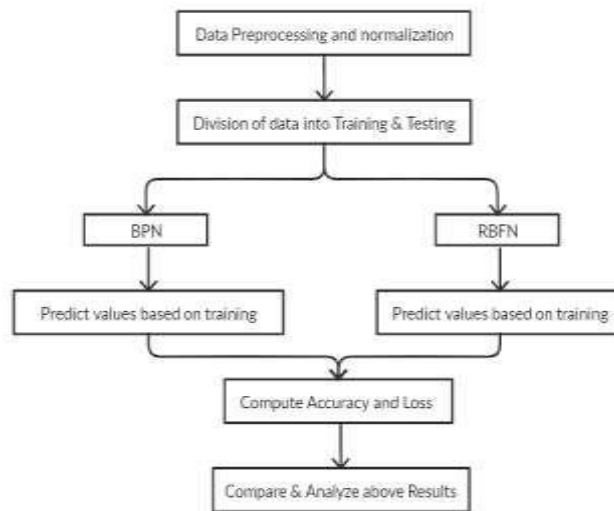 Data Preprocessing and normalization
Division of data into Training & Testing
BPN
RBFN
Predict values based on training
Predict values based on training
Compute Accuracy and Loss
Compare & Analyze above Results